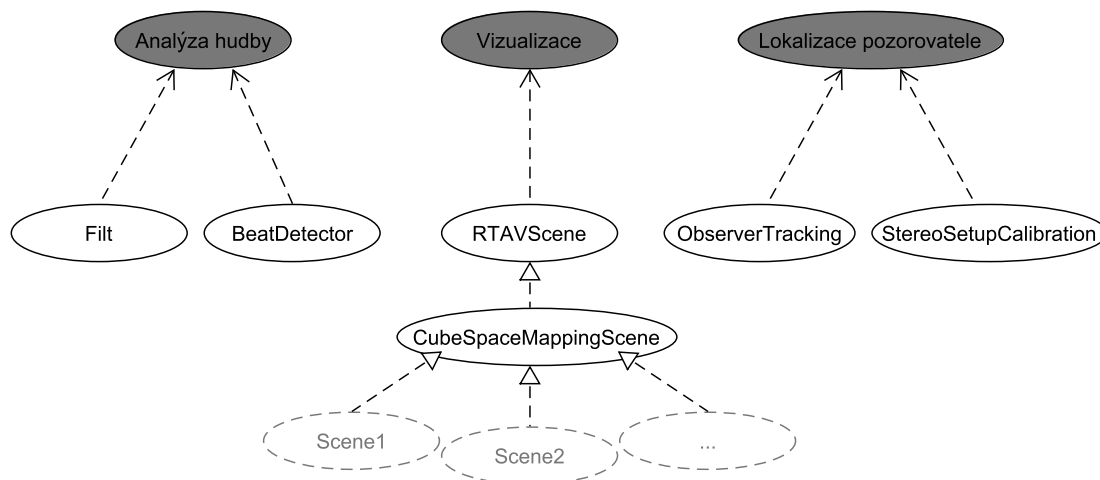 Analýza hudby
Vizualizace
Lokalizace pozorovatele
Filt
BeatDetector
RTAVScene
ObserverTracking
StereoSetupCalibration
CubeSpaceMappingScene
Scene1
Scene2
...